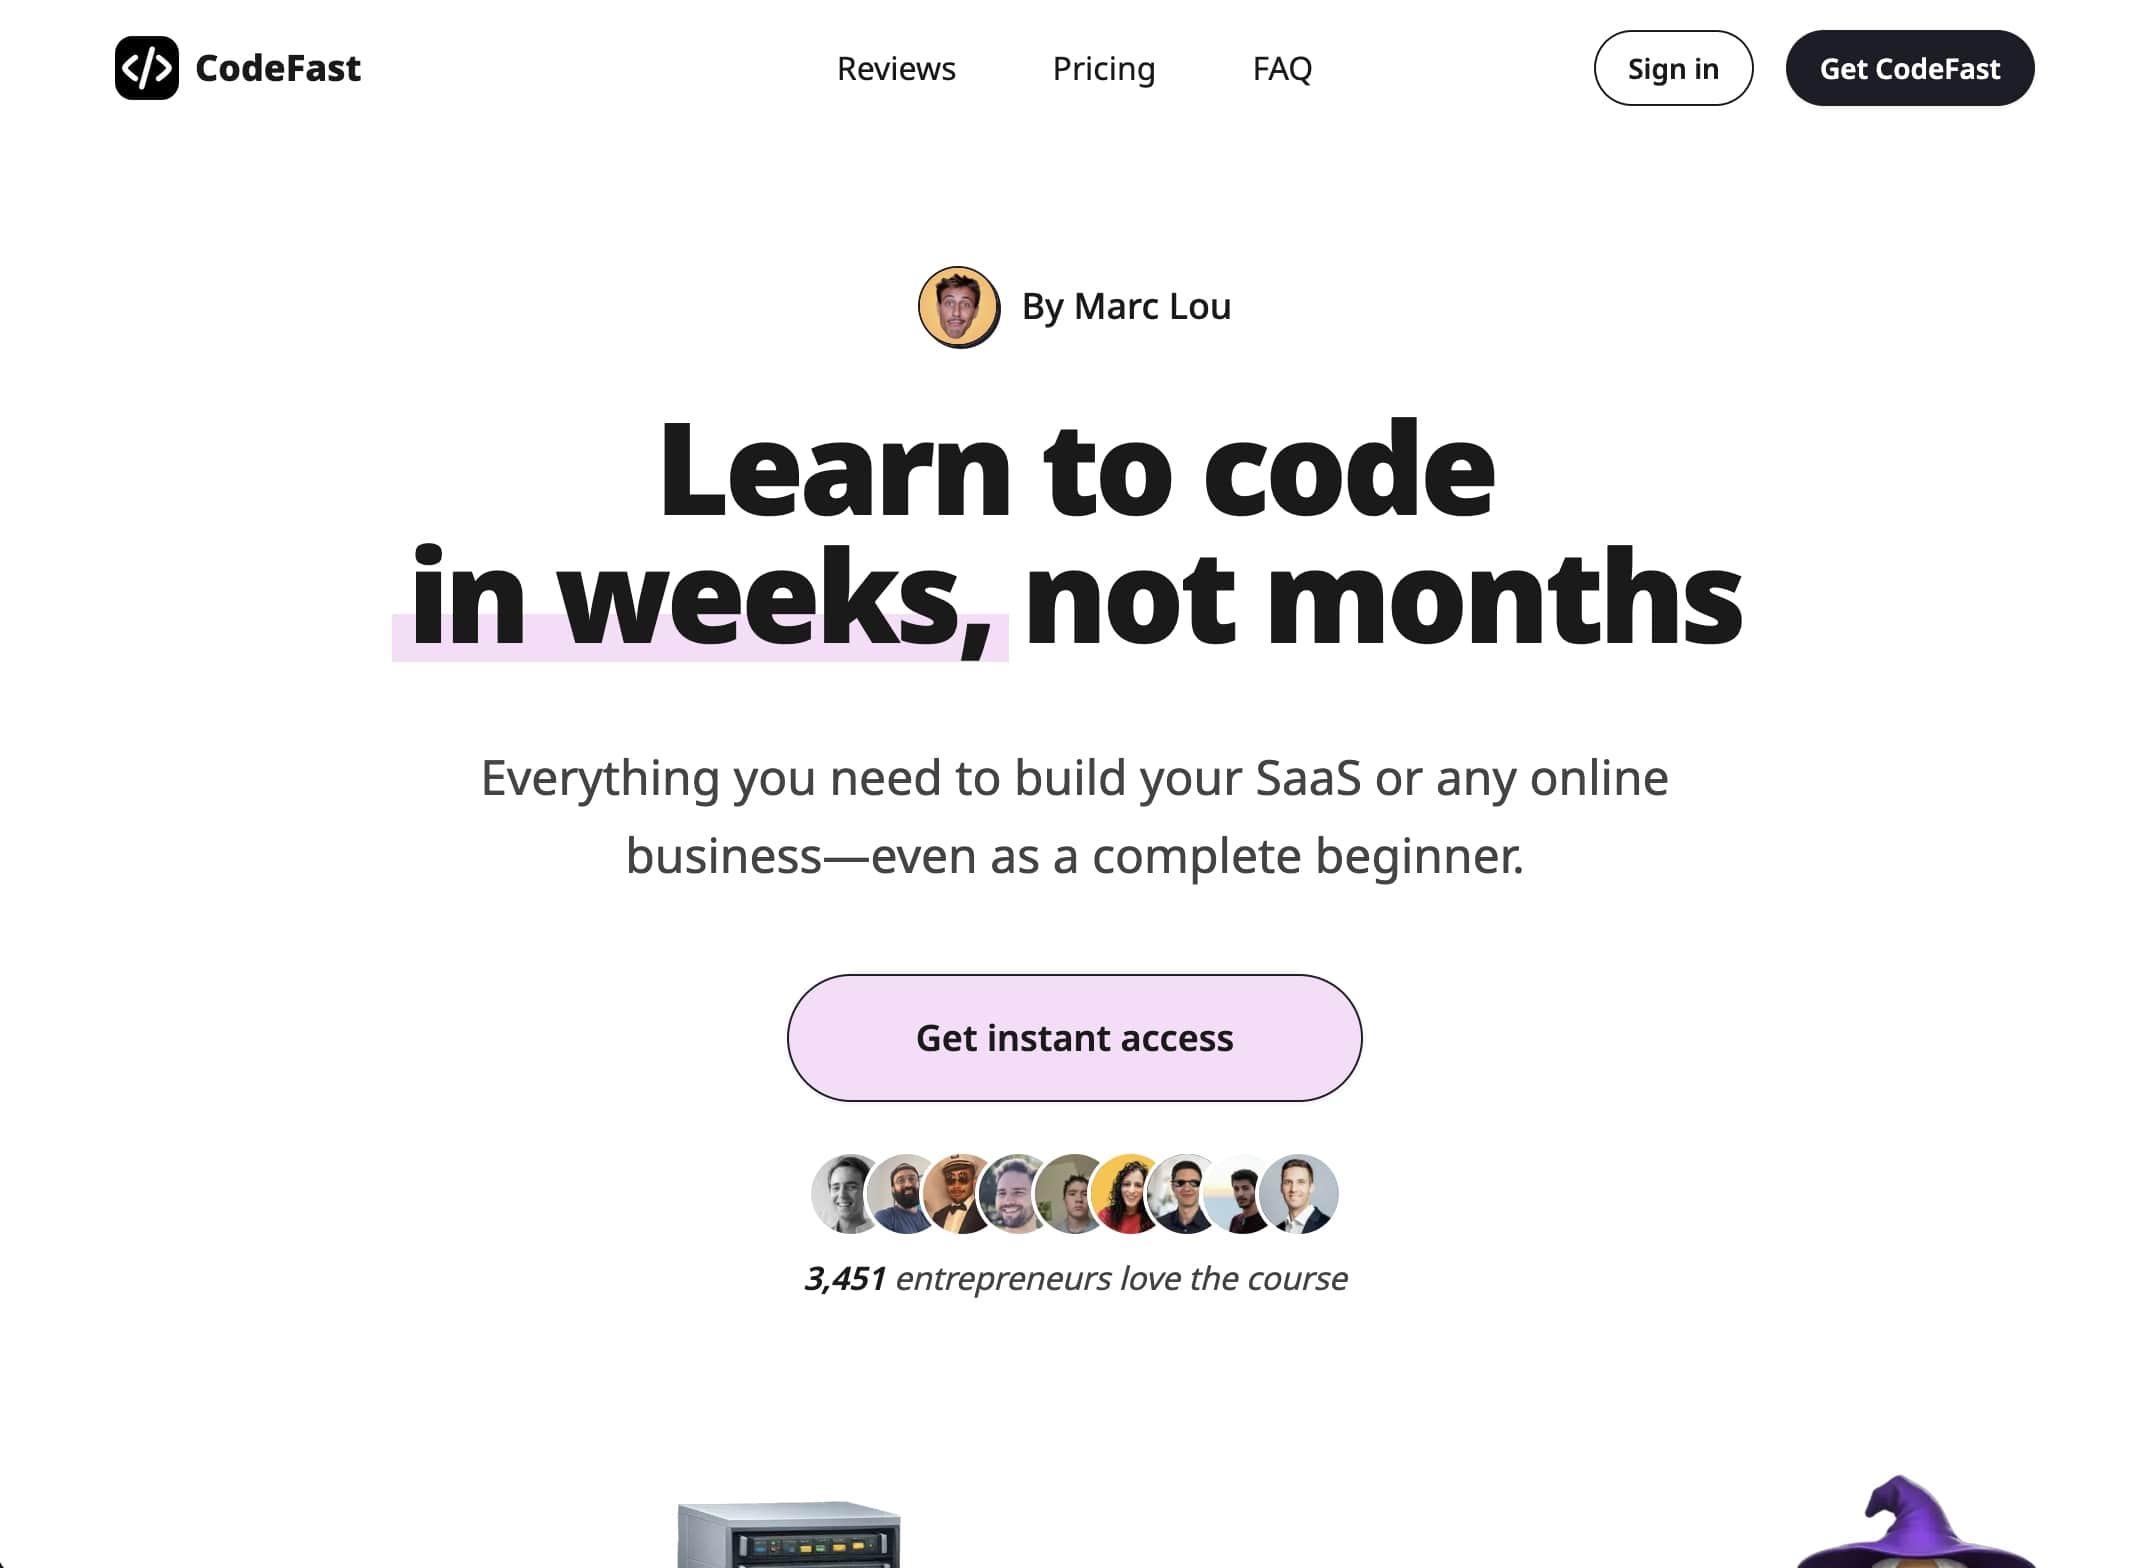 CodeFast
Reviews
Pricing
FAQ
Sign in
Get CodeFast
By Marc Lou
Learn to code
in weeks, not months
Everything you need to build your SaaS or any online
business—even as a complete beginner.
Get instant access
3,451 entrepreneurs love the course